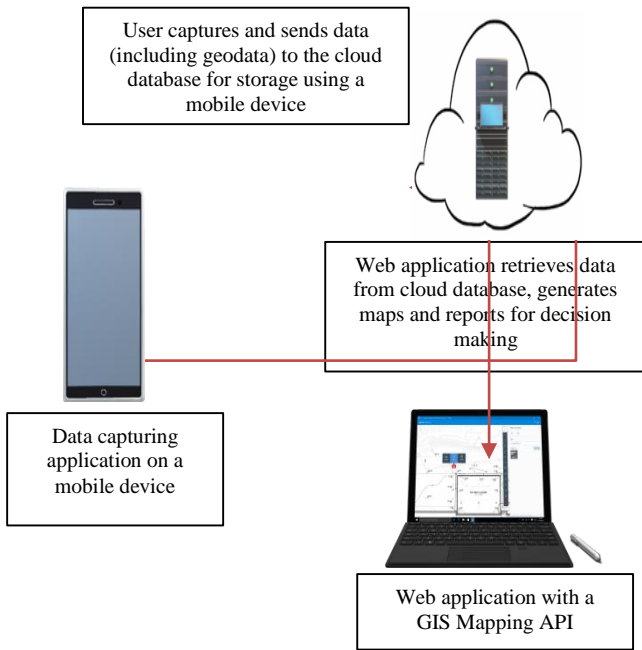 User captures and sends data
(including geodata) to the cloud
database for storage using a
mobile device
Web application retrieves data
from cloud database, generates
maps and reports for decision
making
Data capturing
application on a
mobile device
Web application with a
GIS Mapping API